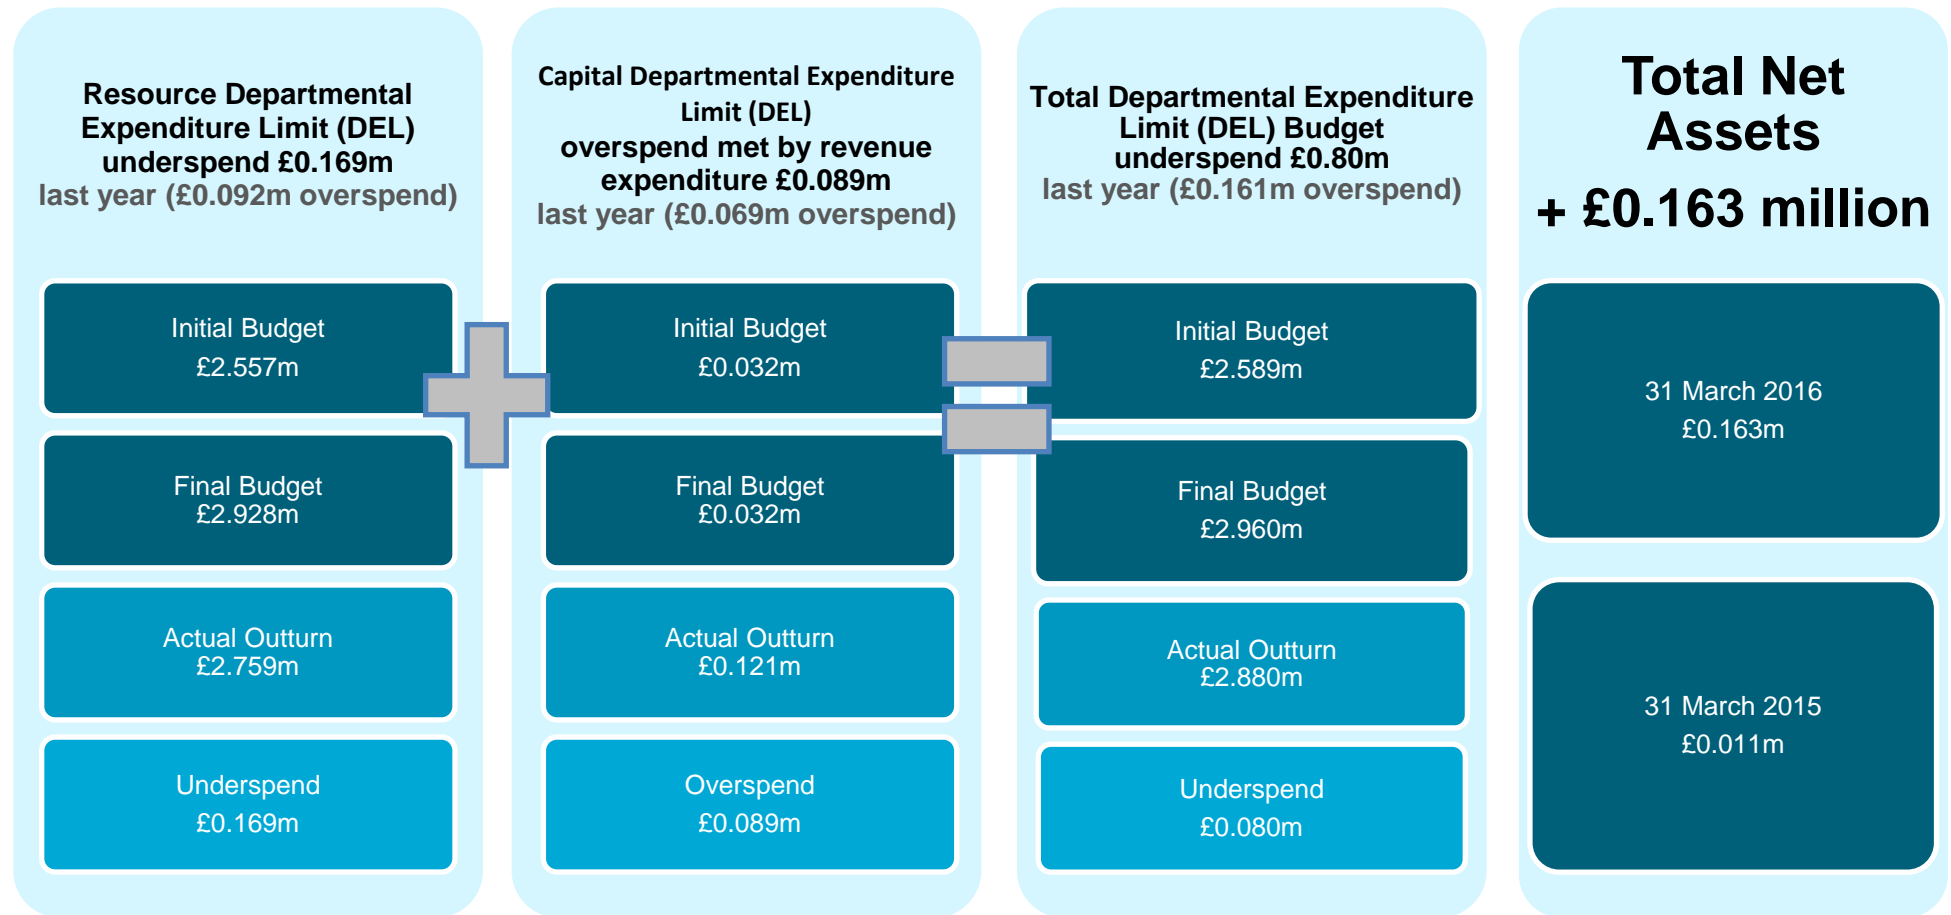 Resource Departmental
Expenditure Limit (DEL)
underspend £0.169m
last year (£0.092m overspend)
Initial Budget
£2.557m
Final Budget
£2.928m
Actual Outturn
£2.759m
Underspend
£0.169m
Capital Departmental Expenditure
Limit (DEL)
overspend met by revenue
expenditure £0.089m
last year (£0.069m overspend)
Initial Budget
£0.032m
Final Budget
£0.032m
Actual Outturn
£0.121m
Overspend
£0.089m
Total Departmental Expenditure
Limit (DEL) Budget
underspend £0.80m
last year (£0.161m overspend)
Initial Budget
£2.589m
Final Budget
£2.960m
Actual Outturn
£2.880m
Underspend
£0.080m
Total Net
Assets
+ £0.163 million
31 March 2016
£0.163m
31 March 2015
£0.011m